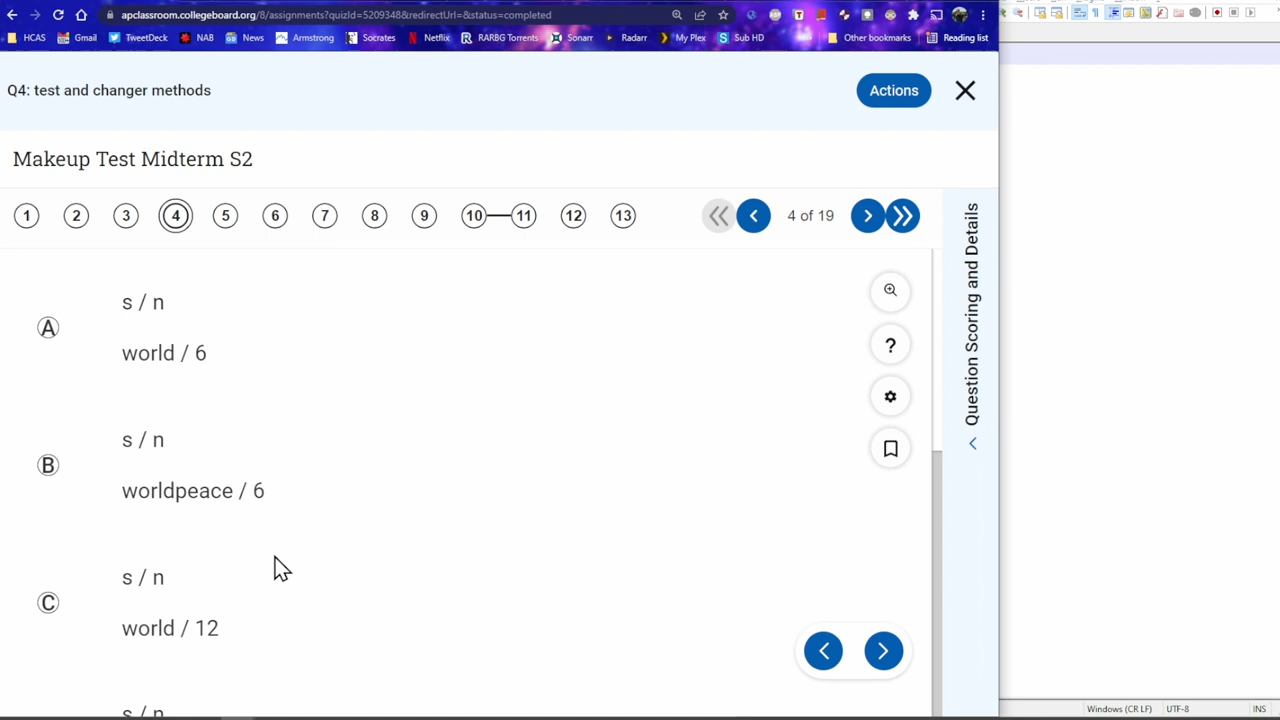 apclassroom.collegeboard.org/8/assignments?quizId=5209348&redirectUrl=&status=completed
HCAS Gmail TweetDeck NAB News Armstrong Socrates Netflix RARBG Torrents Sonarr Radarr My Plex Sub HD Other bookmarks Reading list
Q4: test and changer methods
Actions
Makeup Test Midterm S2
1 2 3 4 5 6 7 8 9 10 11 12 13
4 of 19
Question Scoring and Details
A
s / n
world / 6
?
B
s / n
worldpeace / 6
C
s / n
world / 12
s / n
Windows (CR LF) UTF-8 INS